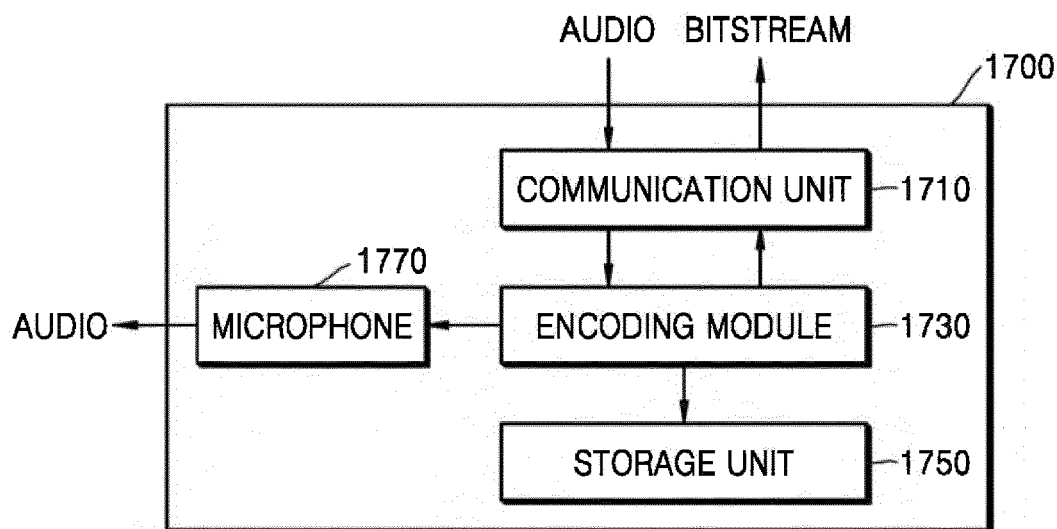 AUDIO BITSTREAM
1700
COMMUNICATION UNIT
1710
1770
AUDIO
MICROPHONE
ENCODING MODULE
1730
STORAGE UNIT
1750